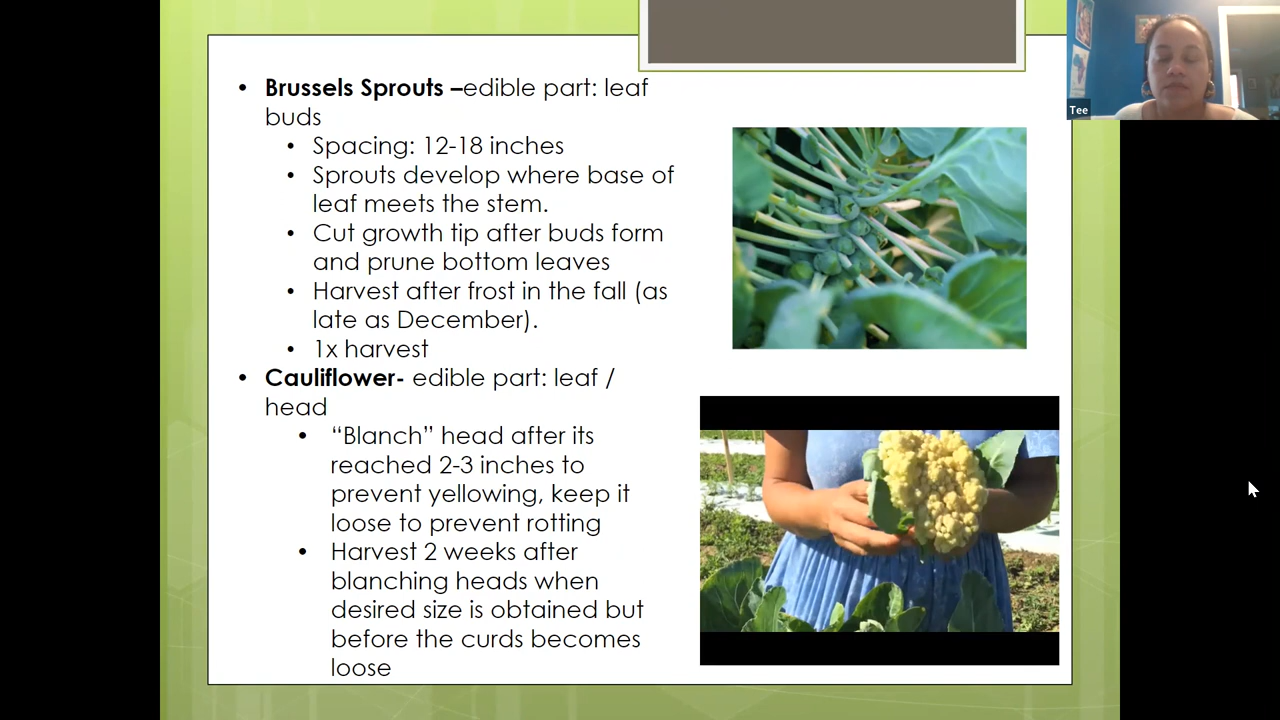 • Brussels Sprouts –edible part: leaf
buds
• Spacing: 12-18 inches
• Sprouts develop where base of
leaf meets the stem.
• Cut growth tip after buds form
and prune bottom leaves
• Harvest after frost in the fall (as
late as December).
• 1x harvest
• Cauliflower- edible part: leaf /
head
• “Blanch” head after its
reached 2-3 inches to
prevent yellowing, keep it
loose to prevent rotting
• Harvest 2 weeks after
blanching heads when
desired size is obtained but
before the curds becomes
loose
Tee